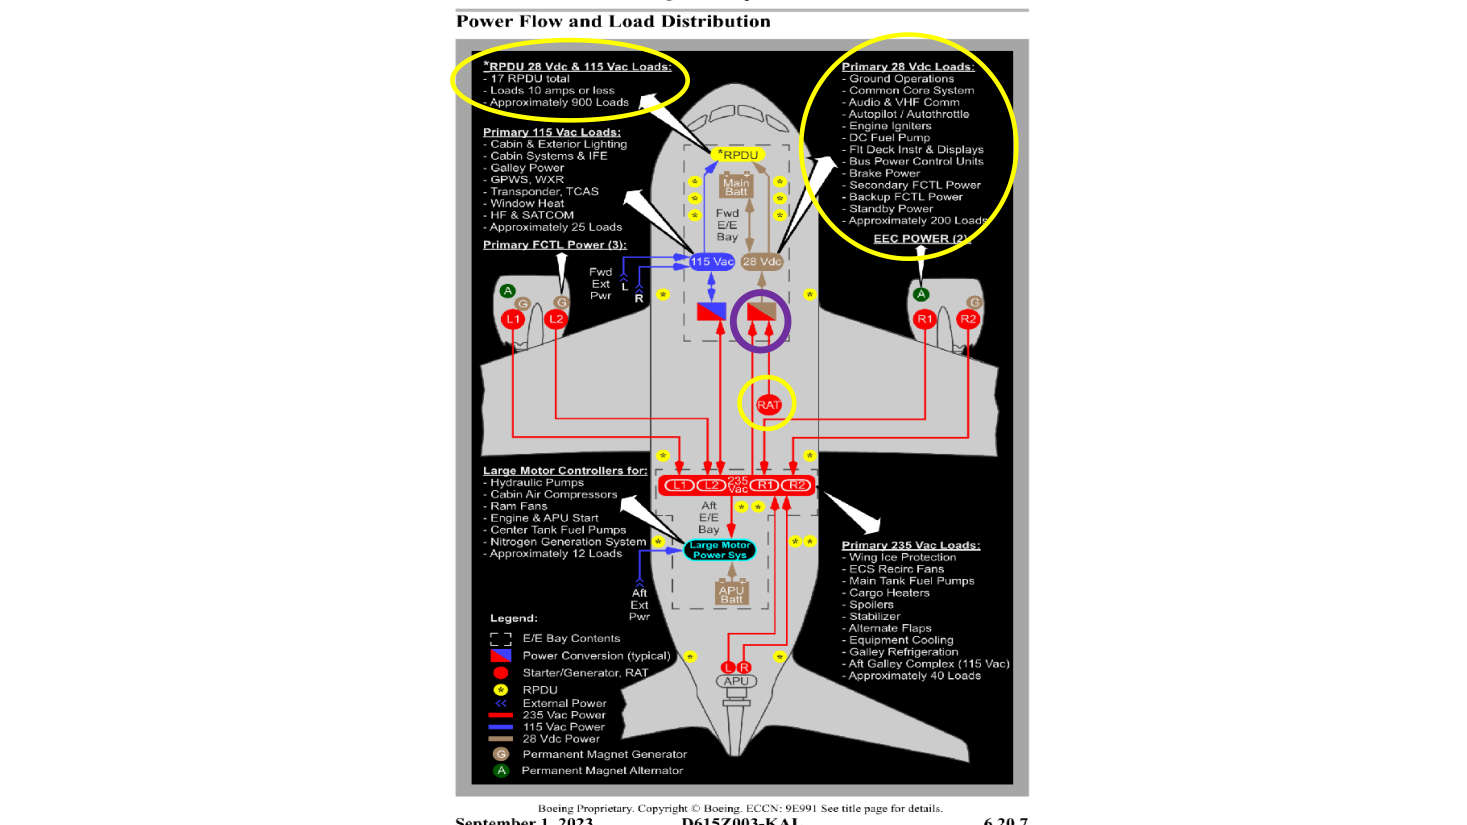 Power Flow and Load Distribution
*RPDU 28 Vdc & 115 Vac Loads:
- 17 RPDU total
- Loads 10 amps or less
- Approximately 900 Loads
Primary 115 Vac Loads:
- Cabin & Exterior Lighting
- Cabin Systems & IFE
- Galley Power
- GPWS, WXR
- Transponder, TCAS
- Window Heat
- HF & SATCOM
- Approximately 25 Loads
Primary FCTL Power (3):
Primary 28 Vdc Loads:
- Ground Operations
- Common Core System
- Audio & VHF Comm
- Autopilot / Autothrottle
- Engine Igniters
- DC Fuel Pump
- Flt Deck Instr & Displays
- Bus Power Control Units
- Brake Power
- Secondary FCTL Power
- Backup FCTL Power
- Standby Power
- Approximately 200 Loads
EEC POWER (2):
*RPDU
* *
Main
Batt
* *
* *
Fwd
E/E
Bay
115 Vac 28 Vdc
Fwd
Ext
Pwr
L
R
* *
A G G
L1 L2
A G
R1 R2
RAT
* *
L1 L2 235
Vac R1 R2
Aft
E/E
Bay
* *
* * *
Large Motor
Power Sys
APU
Batt
Aft
Ext
Pwr
* *
L R
APU
Large Motor Controllers for:
- Hydraulic Pumps
- Cabin Air Compressors
- Ram Fans
- Engine & APU Start
- Center Tank Fuel Pumps
- Nitrogen Generation System
- Approximately 12 Loads
Primary 235 Vac Loads:
- Wing Ice Protection
- ECS Recirc Fans
- Main Tank Fuel Pumps
- Cargo Heaters
- Spoilers
- Stabilizer
- Alternate Flaps
- Equipment Cooling
- Galley Refrigeration
- Aft Galley Complex (115 Vac)
- Approximately 40 Loads
Legend:
E/E Bay Contents
Power Conversion (typical)
Starter/Generator, RAT
* RPDU
External Power
235 Vac Power
115 Vac Power
28 Vdc Power
G Permanent Magnet Generator
A Permanent Magnet Alternator
Boeing Proprietary. Copyright © Boeing. ECCN: 9E991 See title page for details.
September 1, 2023 D615Z003-KAL 6.20.7